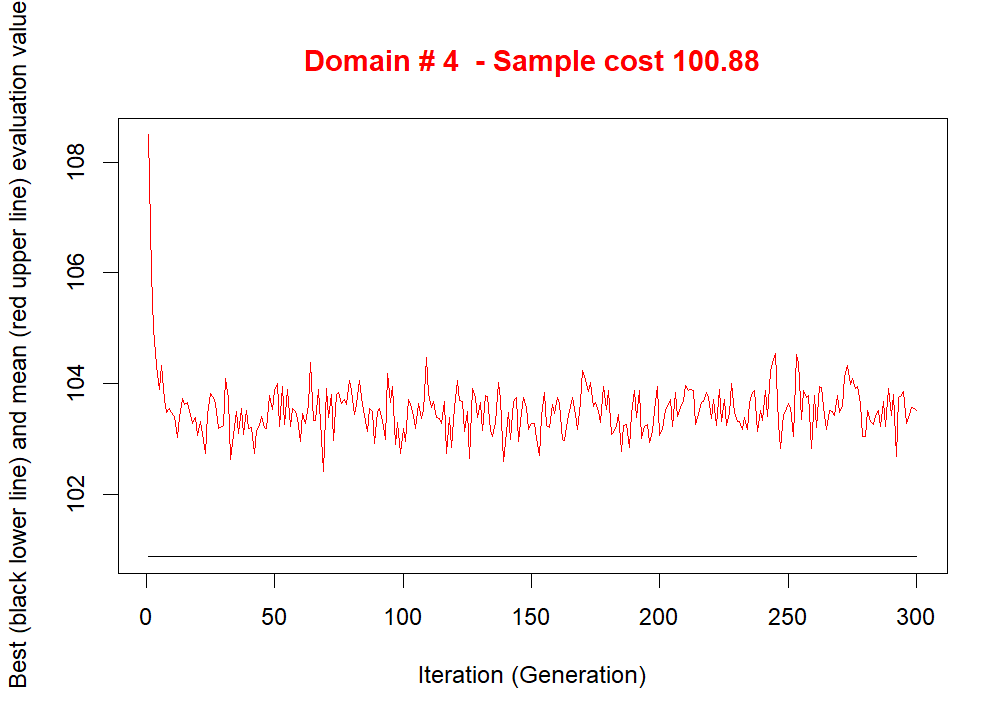 Domain # 4  - Sample cost 100.88
Best (black lower line) and mean (red upper line) evaluation value
108
106
104
102
0 50 100 150 200 250 300
Iteration (Generation)